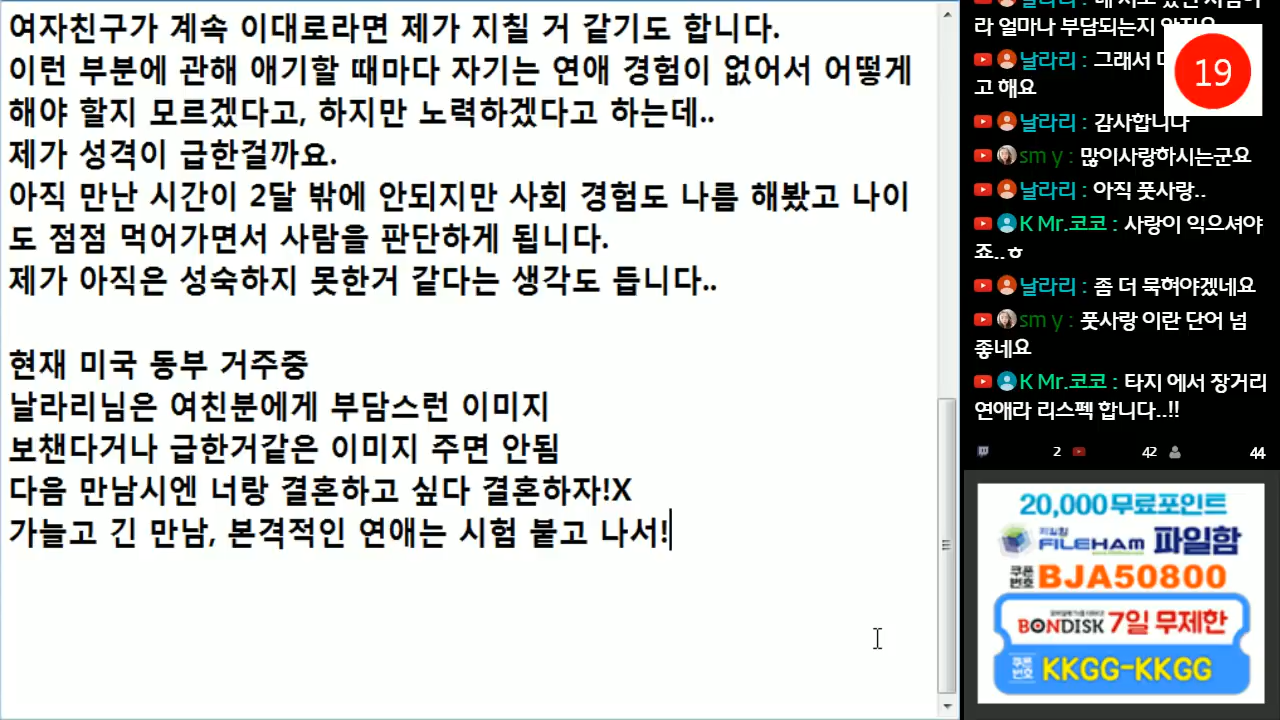 여자친구가 계속 이대로라면 제가 지칠 거 같기도 합니다.
이런 부분에 관해 얘기할 때마다 자기는 연애 경험이 없어서 어떻게
해야 할지 모르겠다고, 하지만 노력하겠다고 하는데..
제가 성격이 급한걸까요.
아직 만난 시간이 2달 밖에 안되지만 사회 경험도 나름 해봤고 나이
도 점점 먹어가면서 사람을 판단하게 됩니다.
제가 아직은 성숙하지 못한거 같다는 생각도 듭니다..
현재 미국 동부 거주중
날라리님은 여친분에게 부담스런 이미지
보챈다거나 급한거같은 이미지 주면 안됨
다음 만남시엔 너랑 결혼하고 싶다 결혼하자!X
가늘고 긴 만남, 본격적인 연애는 시험 붙고 나서!
라 얼마나 부담되는지
날라리 : 그래서
고 해요
날라리 : 감사합니다
sm y : 많이사랑하시는군요
날라리 : 아직 풋사랑..
K Mr.코코 : 사랑이 익으셔야
죠..ㅎ
날라리 : 좀 더 묵혀야겠네요
sm y : 풋사랑 이란 단어 넘
좋네요
K Mr.코코 : 타지 에서 장거리
연애라 리스펙 합니다..!!
2 42 44
19
20,000무료포인트
파일함
FILEHAM 파일함
쿠폰번호 BJA50800
BONDISK 7일 무제한
쿠폰번호 KKGG-KKGG